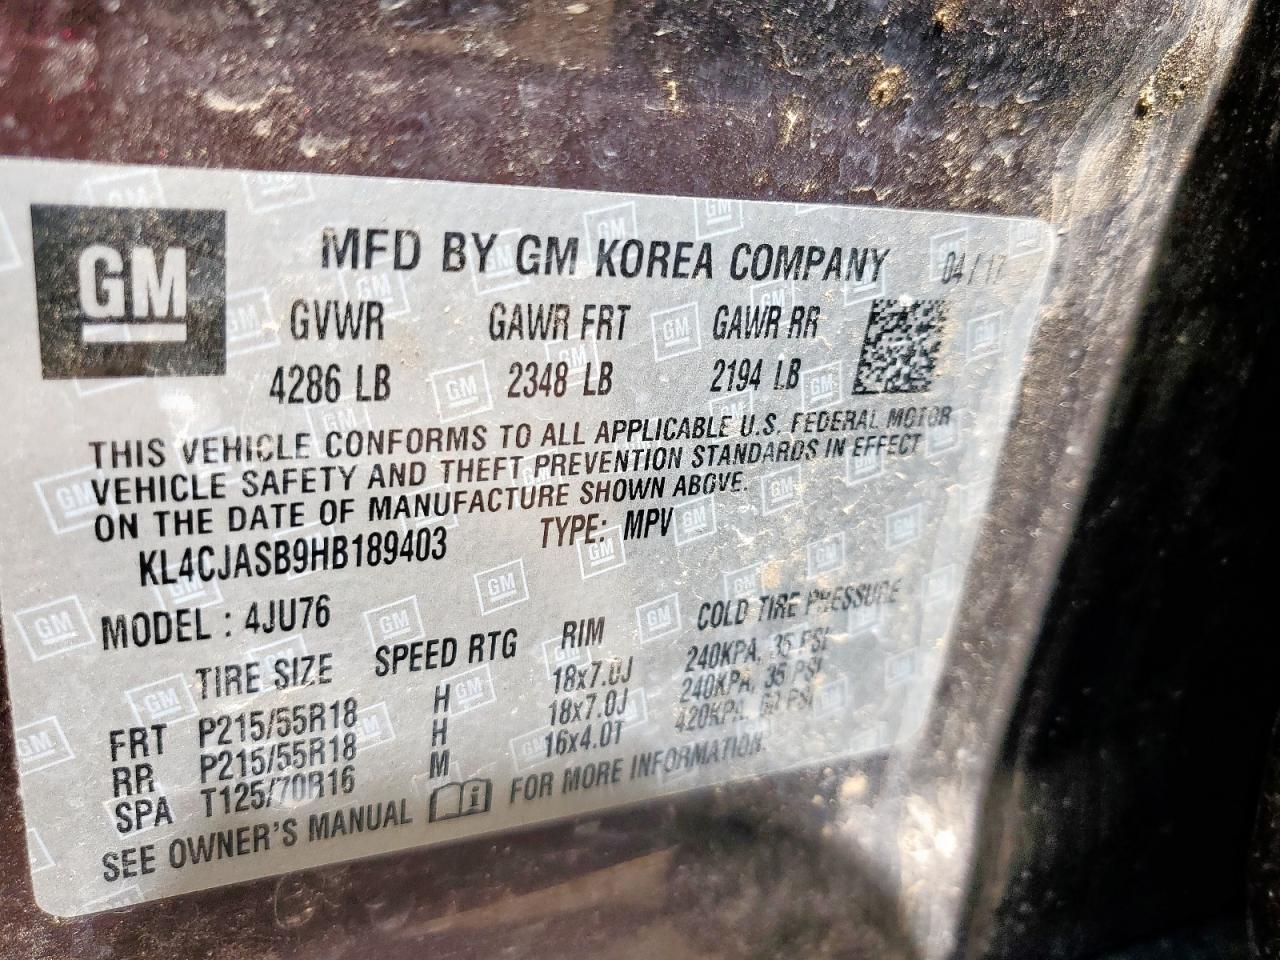 GM
MFD BY GM KOREA COMPANY 04/17
GVWR GAWR FRT GAWR RR
4286 LB 2348 LB 2194 LB
THIS VEHICLE CONFORMS TO ALL APPLICABLE U.S. FEDERAL MOTOR
VEHICLE SAFETY AND THEFT PREVENTION STANDARDS IN EFFECT
ON THE DATE OF MANUFACTURE SHOWN ABOVE.
KL4CJASB9HB189403 TYPE: MPV
MODEL : 4JU76
TIRE SIZE SPEED RTG RIM COLD TIRE PRESSURE
FRT P215/55R18 H 18x7.0J 240KPA, 35 PSI
RR P215/55R18 H 18x7.0J 240KPA, 35 PSI
SPA T125/70R16 M 16x4.0T 420KPA, 60 PSI
SEE OWNER'S MANUAL FOR MORE INFORMATION.